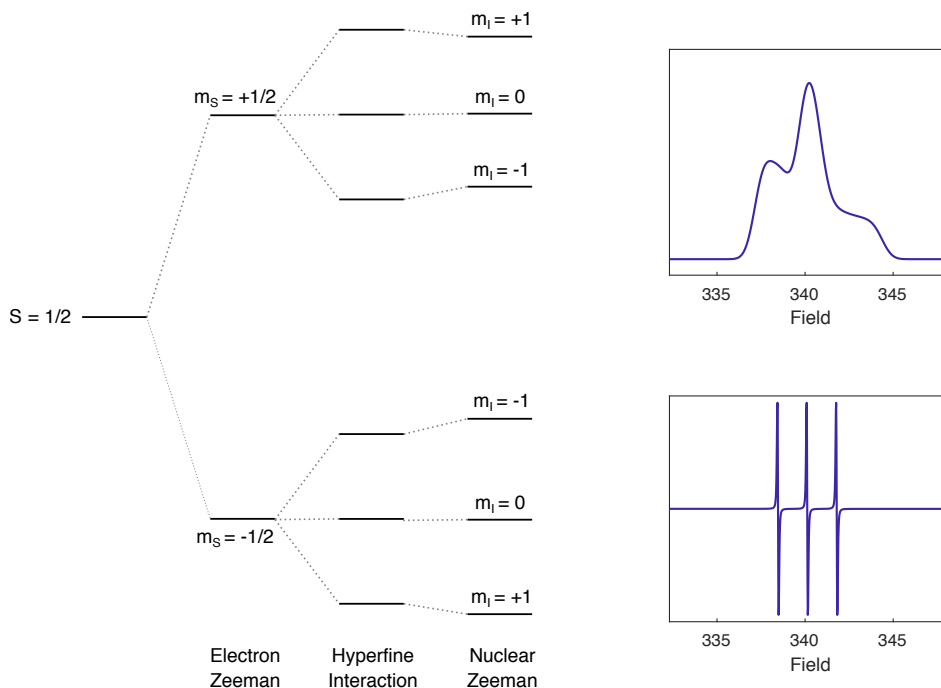 m_I = +1
m_S = +1/2
m_I = 0
m_I = -1
S = 1/2
m_I = -1
m_I = 0
m_S = -1/2
m_I = +1
Electron
Zeeman
Hyperfine
Interaction
Nuclear
Zeeman
335 340 345
Field
335 340 345
Field